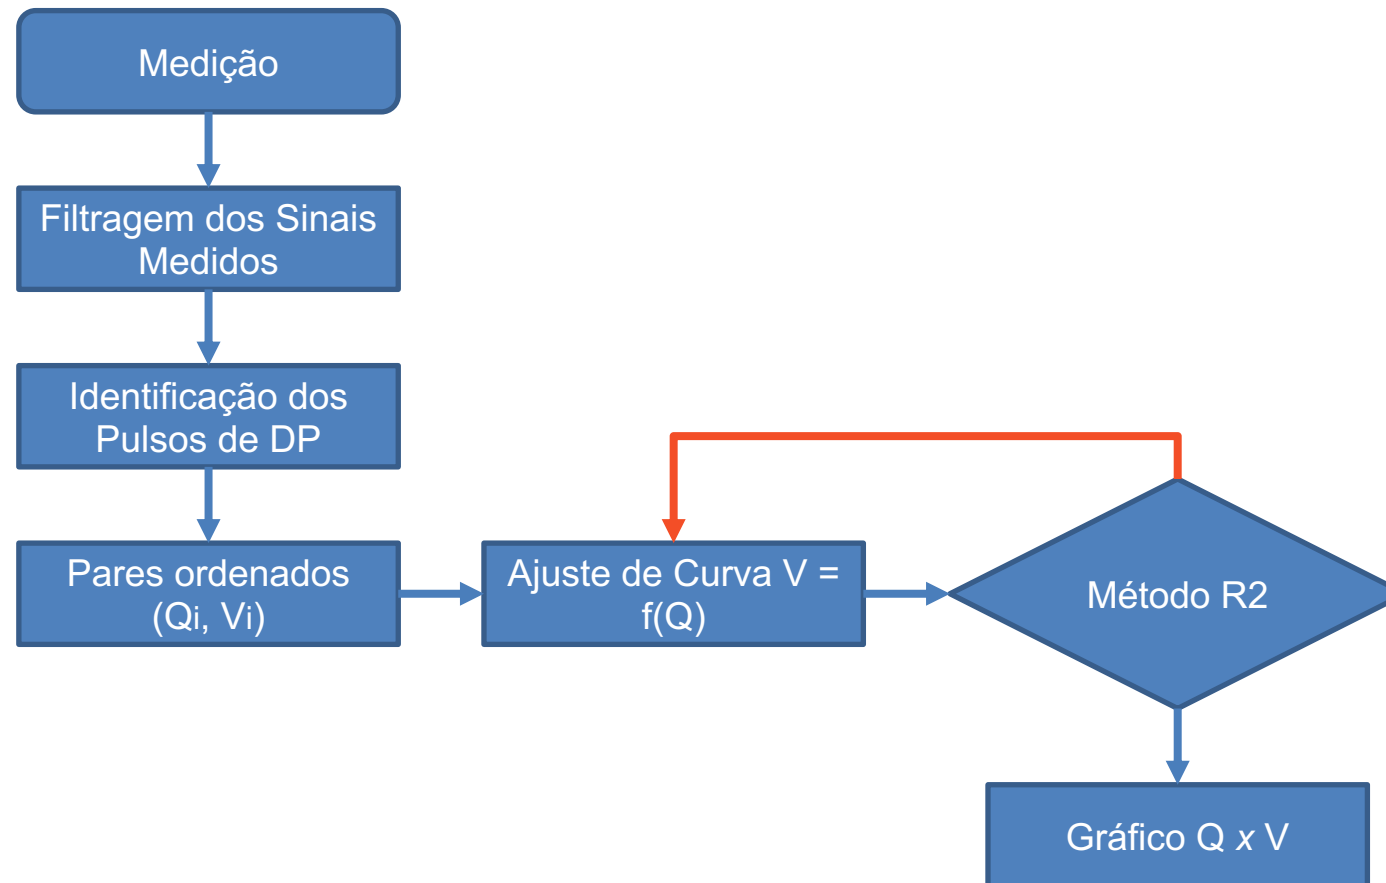 Medição
Filtragem dos Sinais
Medidos
Identificação dos
Pulsos de DP
Pares ordenados
(Qi, Vi)
Ajuste de Curva V =
f(Q)
Método R2
Gráfico Q x V